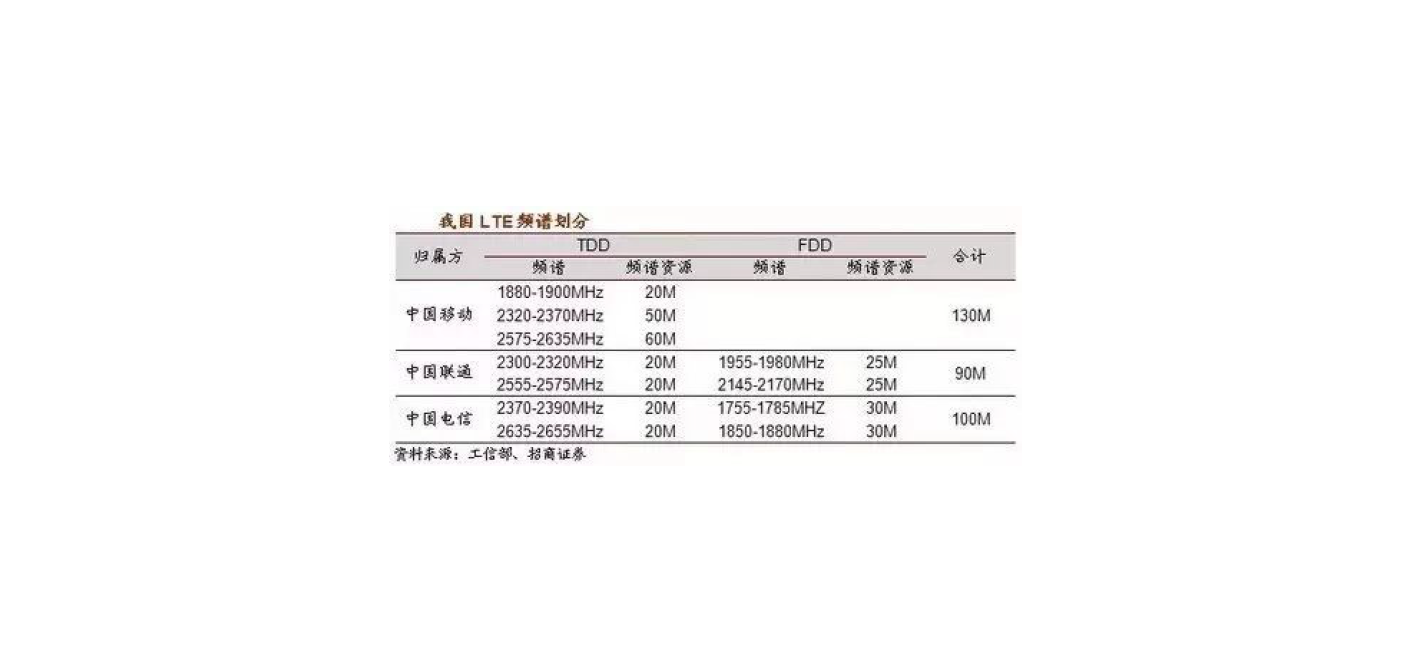 我国LTE频谱划分
归属方 TDD FDD 合计
频谱 频谱资源 频谱 频谱资源
中国移动 1880-1900MHz 20M 130M
2320-2370MHz 50M
2575-2635MHz 60M
中国联通 2300-2320MHz 20M 1955-1980MHz 25M 90M
2555-2575MHz 20M 2145-2170MHz 25M
中国电信 2370-2390MHz 20M 1755-1785MHZ 30M 100M
2635-2655MHz 20M 1850-1880MHz 30M
资料来源：工信部、招商证券